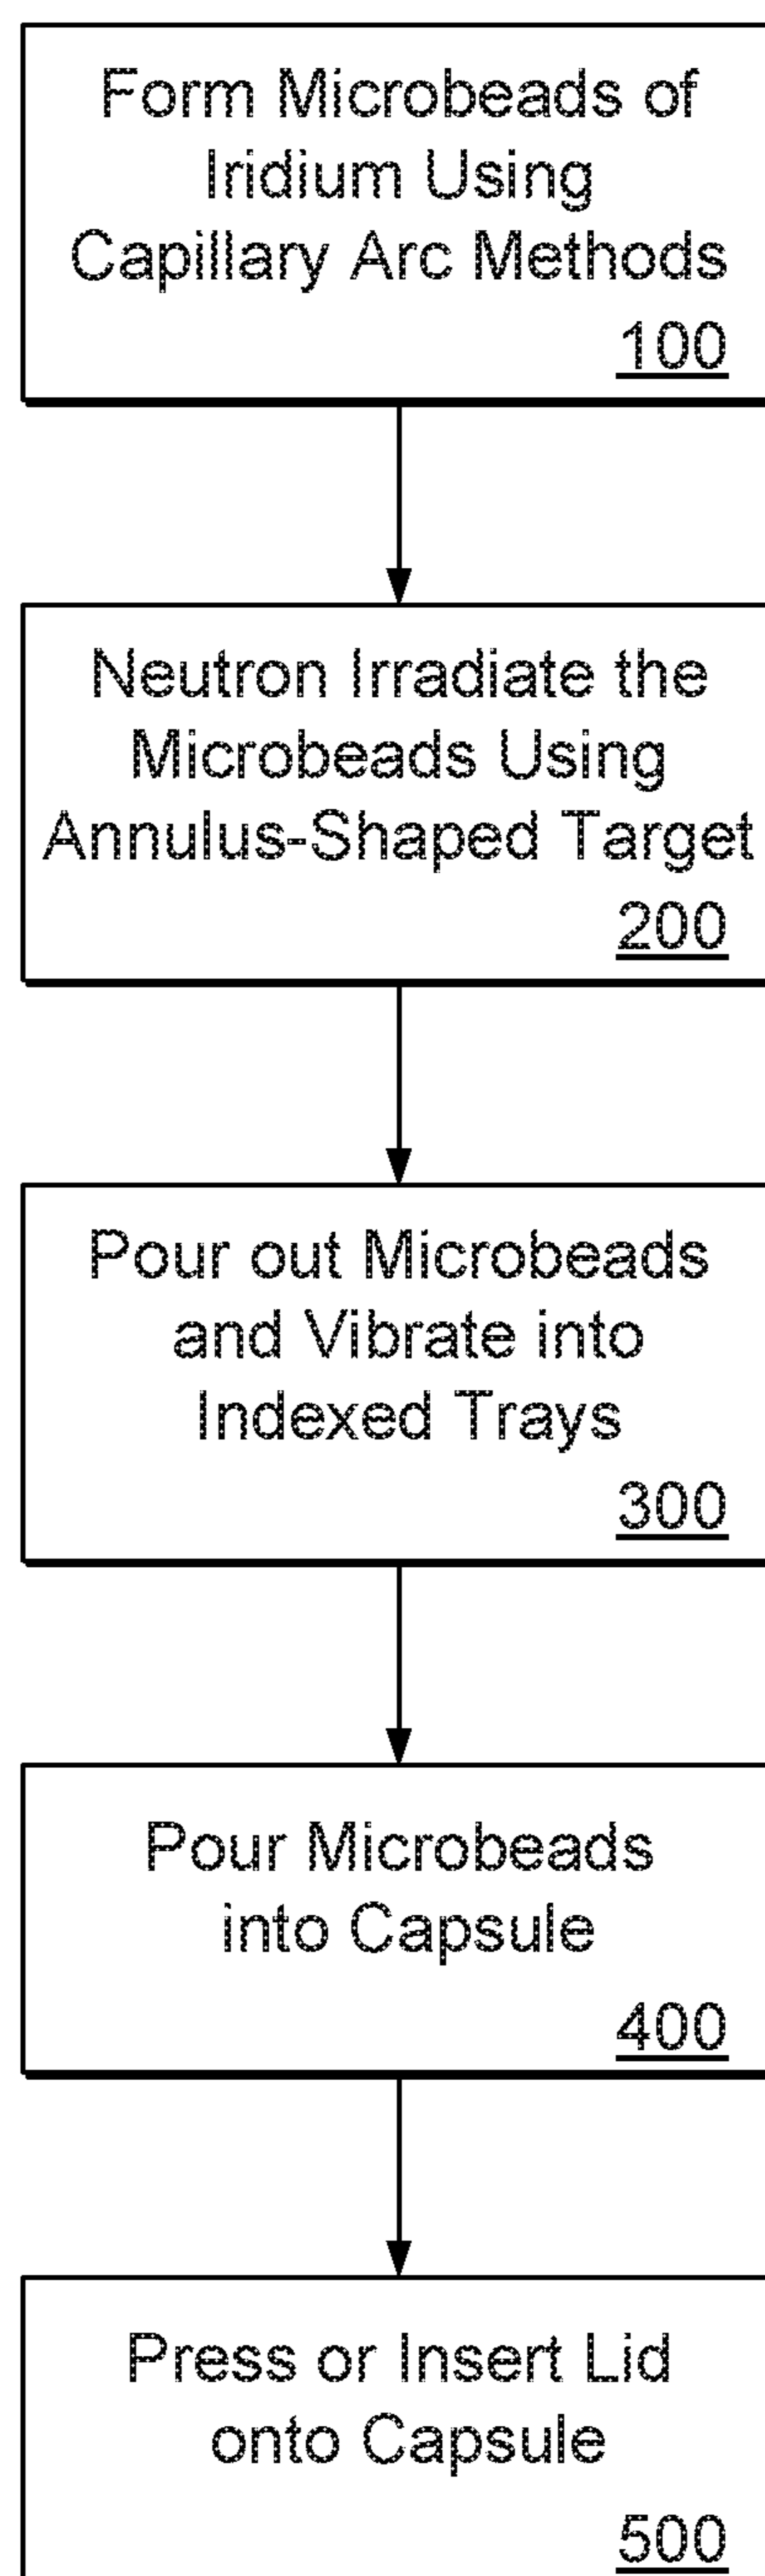 Form Microbeads of
Iridium Using
Capillary Arc Methods
100
Neutron Irradiate the
Microbeads Using
Annulus-Shaped Target
200
Pour out Microbeads
and Vibrate into
Indexed Trays
300
Pour Microbeads
into Capsule
400
Press or Insert Lid
onto Capsule
500